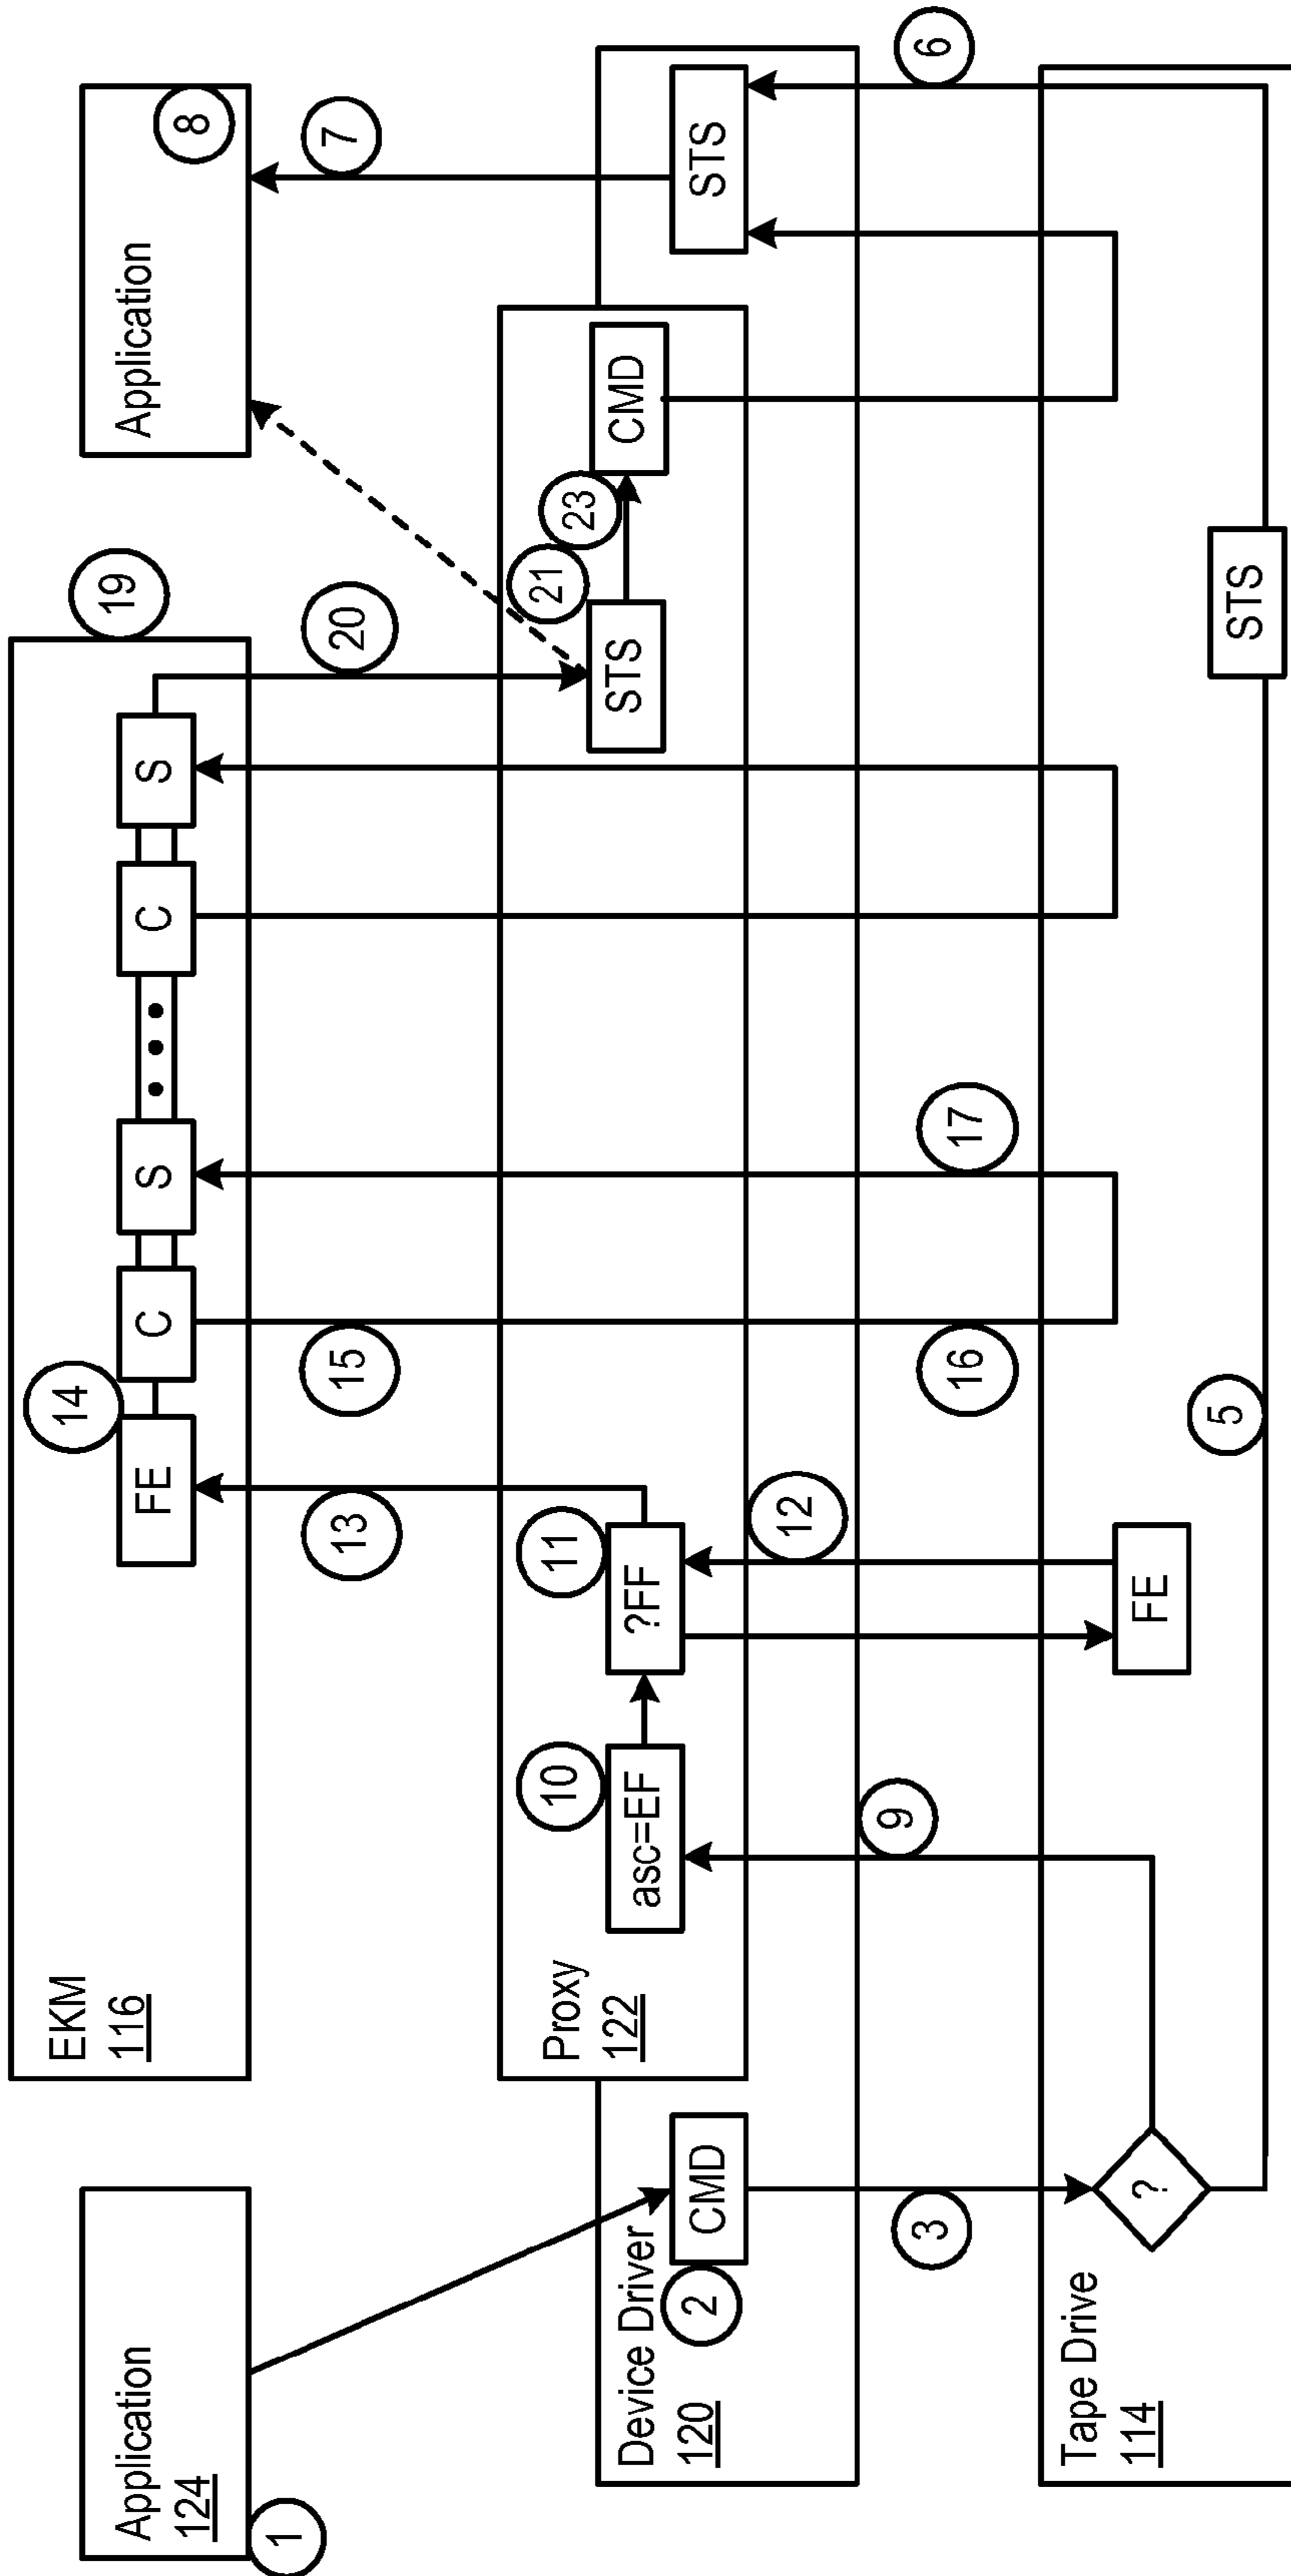 Application
124
1
EKM
116
FE
14
C
S
C
S
19
Application
8
13
15
20
7
Device Driver
120
2
CMD
Proxy
122
asc=EF
10
?FF
11
STS
21
23
CMD
STS
3
9
12
16
17
6
Tape Drive
114
?
FE
5
STS